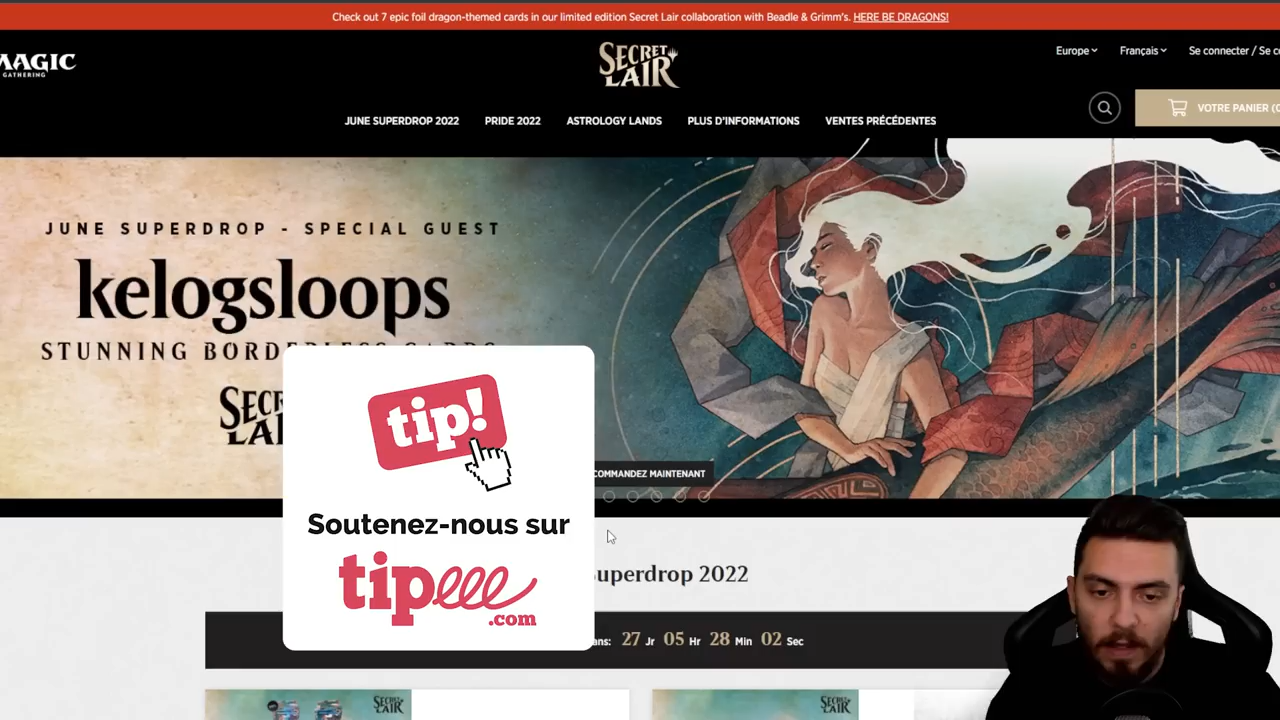 Check out 7 epic foil dragon-themed cards in our limited edition Secret Lair collaboration with Beadle & Grimm's. HERE BE DRAGONS!
MAGIC
GATHERING
SECRET
LAIR
Europe
Français
Se connecter / Se
JUNE SUPERDROP 2022
PRIDE 2022
ASTROLOGY LANDS
PLUS D'INFORMATIONS
VENTES PRÉCÉDENTES
VOTRE PANIER
JUNE SUPERDROP - SPECIAL GUEST
kelogsloops
STUNNING
tip!
COMMANDEZ MAINTENANT
Soutenez-nous sur
tipeee
.com
Superdrop 2022
27 Jr 05 Hr 28 Min 02 Sec
SECRET
LAIR
SECRET
LAIR